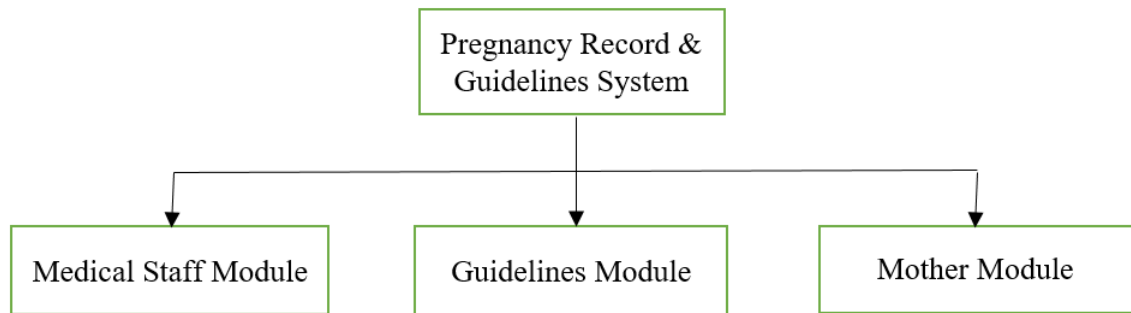 Pregnancy Record &
Guidelines System
Medical Staff Module
Guidelines Module
Mother Module